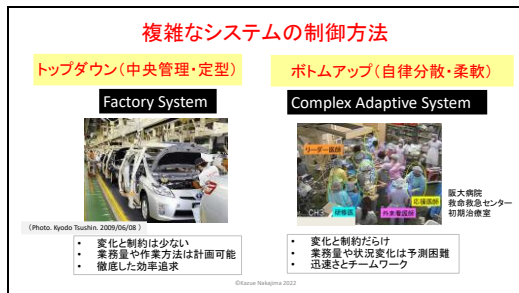 複雑なシステムの制御方法
トップダウン（中央管理・定型）
ボトムアップ（自律分散・柔軟）
Factory System
Complex Adaptive System
リーダー医師
応援医師
研修医
外来看護師
阪大病院
救命救急センター
初期治療室
（Photo. Kyodo Tsushin. 2009/06/08 ）
• 変化と制約は少ない
• 業務量や作業方法は計画可能
• 徹底した効率追求
• 変化と制約だらけ
• 業務量や状況変化は予測困難
• 迅速さとチームワーク
©Kazue Nakajima 2022